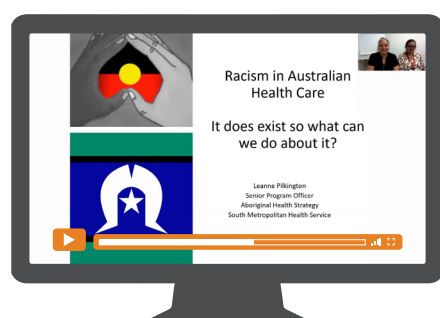 Racism in Australian
Health Care
It does exist so what can
we do about it?
Leanne Pilkington
Senior Program Officer
Aboriginal Health Strategy
South Metropolitan Health Service